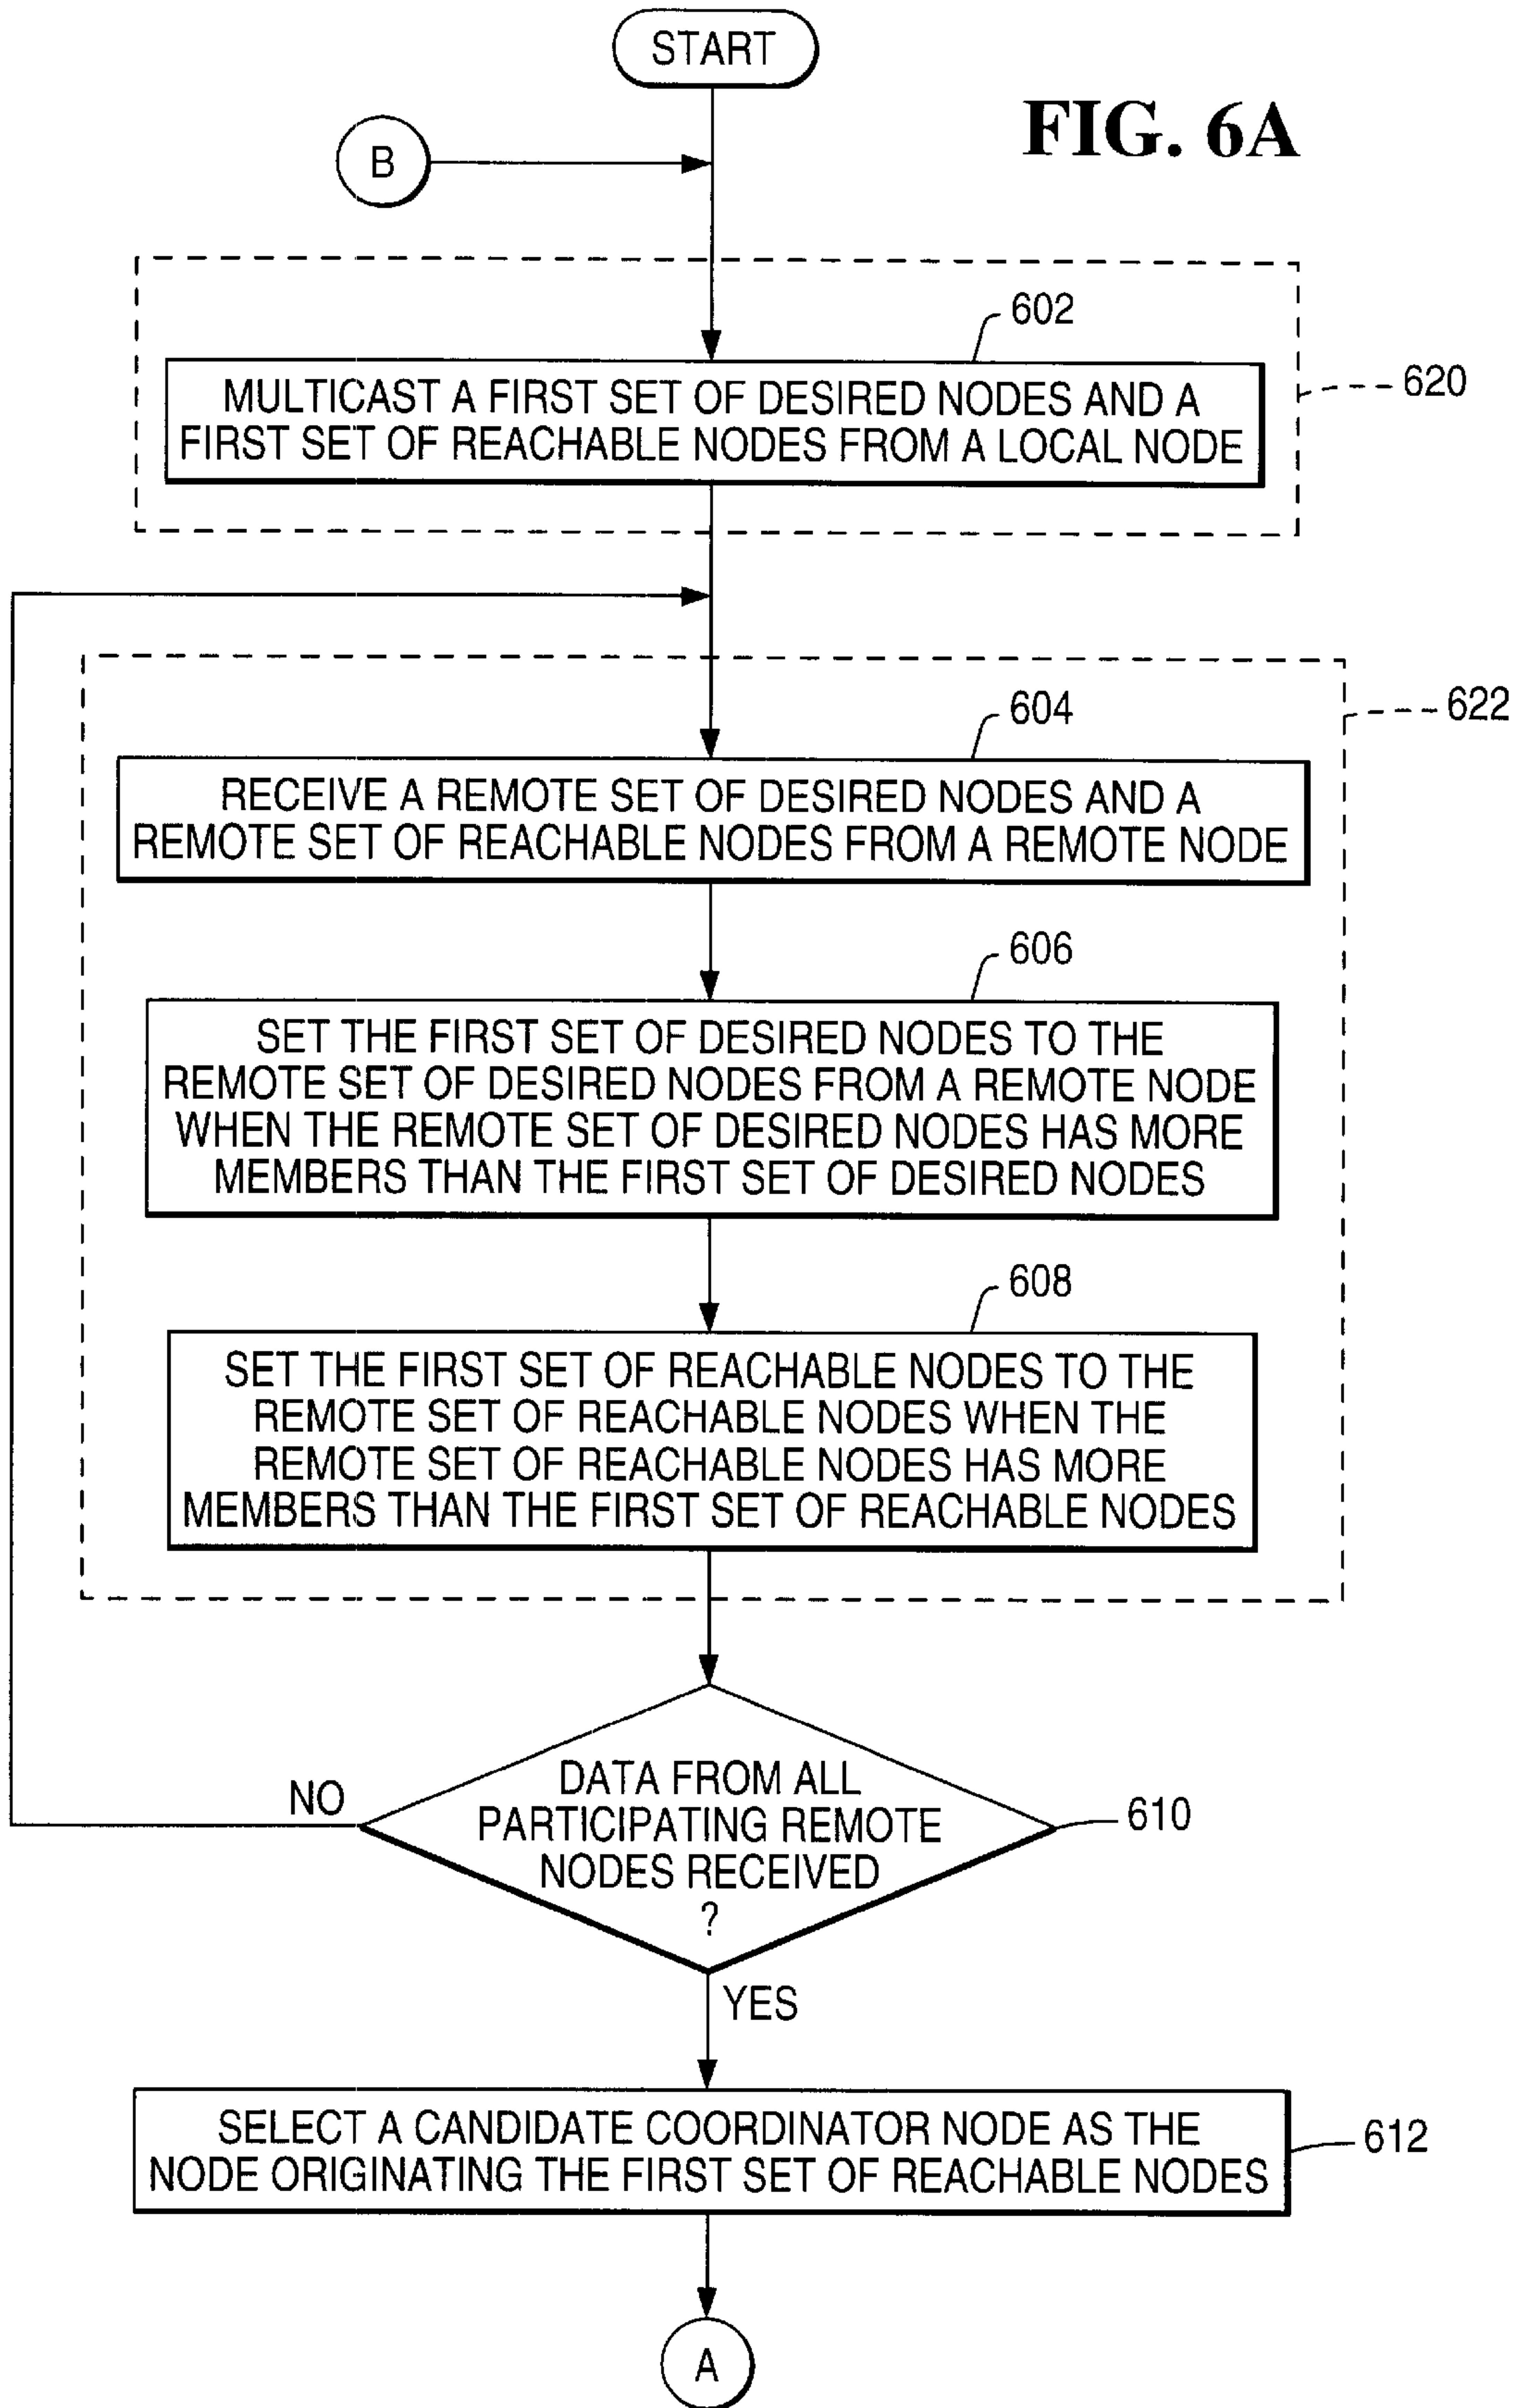 START
FIG. 6A
B
602
MULTICAST A FIRST SET OF DESIRED NODES AND A
FIRST SET OF REACHABLE NODES FROM A LOCAL NODE
620
622
604
RECEIVE A REMOTE SET OF DESIRED NODES AND A
REMOTE SET OF REACHABLE NODES FROM A REMOTE NODE
606
SET THE FIRST SET OF DESIRED NODES TO THE
REMOTE SET OF DESIRED NODES FROM A REMOTE NODE
WHEN THE REMOTE SET OF DESIRED NODES HAS MORE
MEMBERS THAN THE FIRST SET OF DESIRED NODES
608
SET THE FIRST SET OF REACHABLE NODES TO THE
REMOTE SET OF REACHABLE NODES WHEN THE
REMOTE SET OF REACHABLE NODES HAS MORE
MEMBERS THAN THE FIRST SET OF REACHABLE NODES
NO
DATA FROM ALL
PARTICIPATING REMOTE
NODES RECEIVED
?
610
YES
SELECT A CANDIDATE COORDINATOR NODE AS THE
NODE ORIGINATING THE FIRST SET OF REACHABLE NODES
612
A